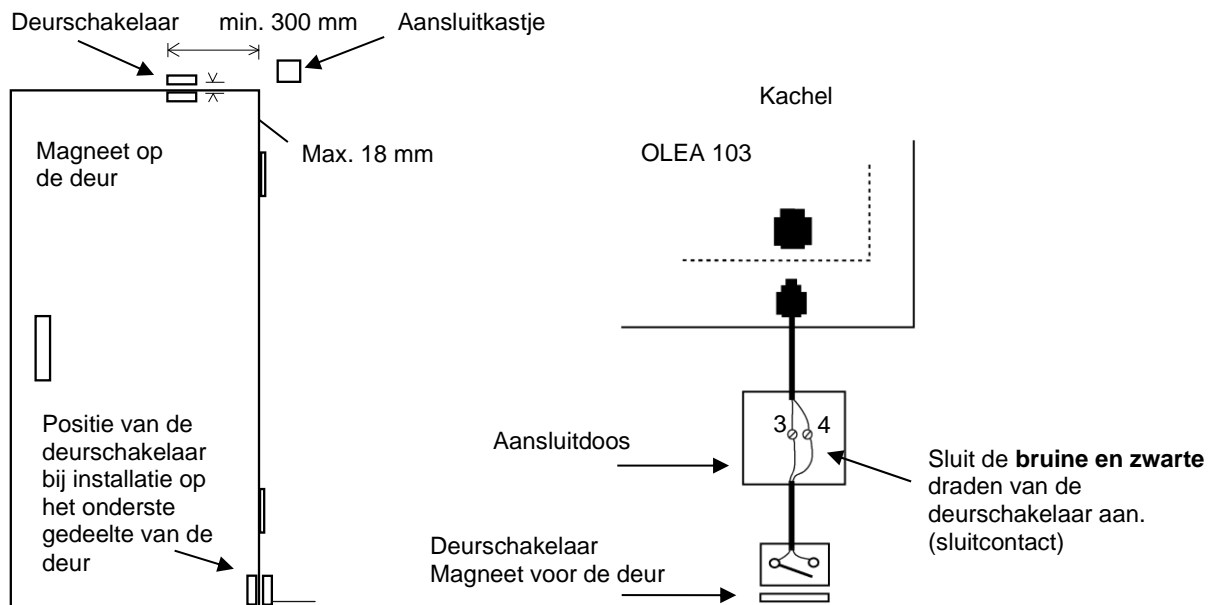 Deurschakelaar
min. 300 mm
Aansluitkastje
Magneet op
de deur
Max. 18 mm
Positie van de
deurschakelaar
bij installatie op
het onderste
gedeelte van de
deur
Kachel
OLEA 103
3 4
Aansluitdoos
Sluit de bruine en zwarte
draden van de
deurschakelaar aan.
(sluitcontact)
Deurschakelaar
Magneet voor de deur